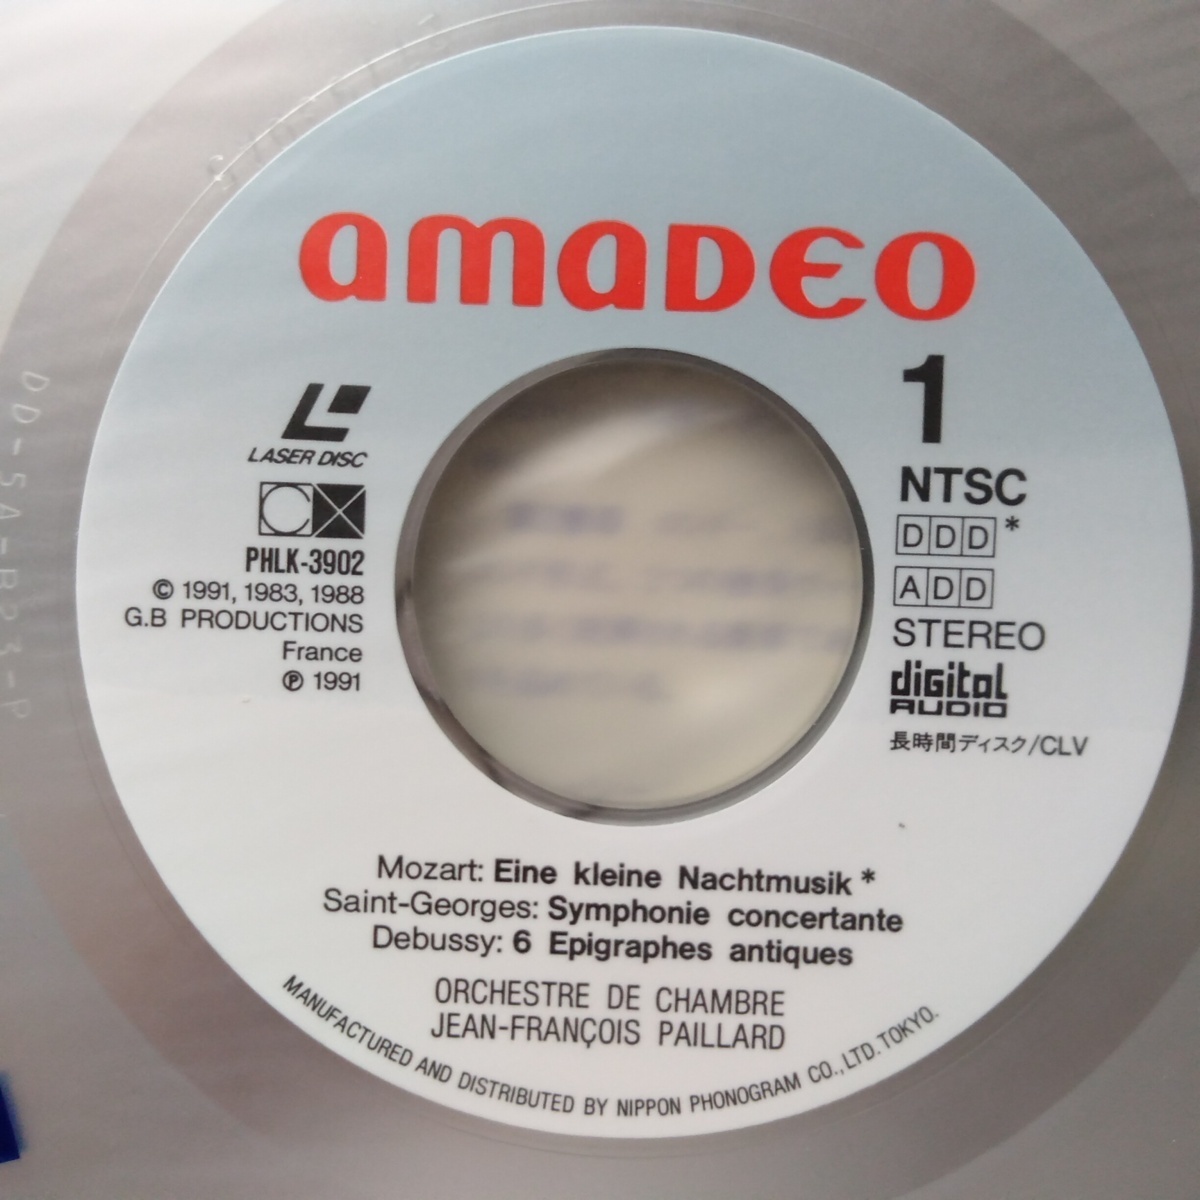 amaDEO
LASER DISC
CX
PHLK-3902
© 1991, 1983, 1988
G.B PRODUCTIONS
France
℗ 1991
1
NTSC
DDD*
ADD
STEREO
digital
AUDIO
長時間ディスク/CLV
Mozart: Eine kleine Nachtmusik *
Saint-Georges: Symphonie concertante
Debussy: 6 Epigraphes antiques
ORCHESTRE DE CHAMBRE
JEAN-FRANÇOIS PAILLARD
MANUFACTURED AND DISTRIBUTED BY NIPPON PHONOGRAM CO., LTD. TOKYO.